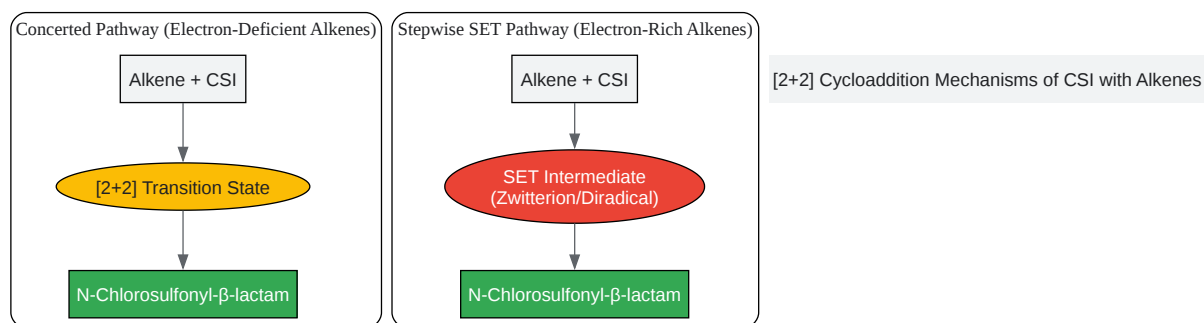 Concerted Pathway (Electron-Deficient Alkenes)
Alkene + CSI
[2+2] Transition State
N-Chlorosulfonyl-β-lactam
Stepwise SET Pathway (Electron-Rich Alkenes)
Alkene + CSI
SET Intermediate
(Zwitterion/Diradical)
N-Chlorosulfonyl-β-lactam
[2+2] Cycloaddition Mechanisms of CSI with Alkenes